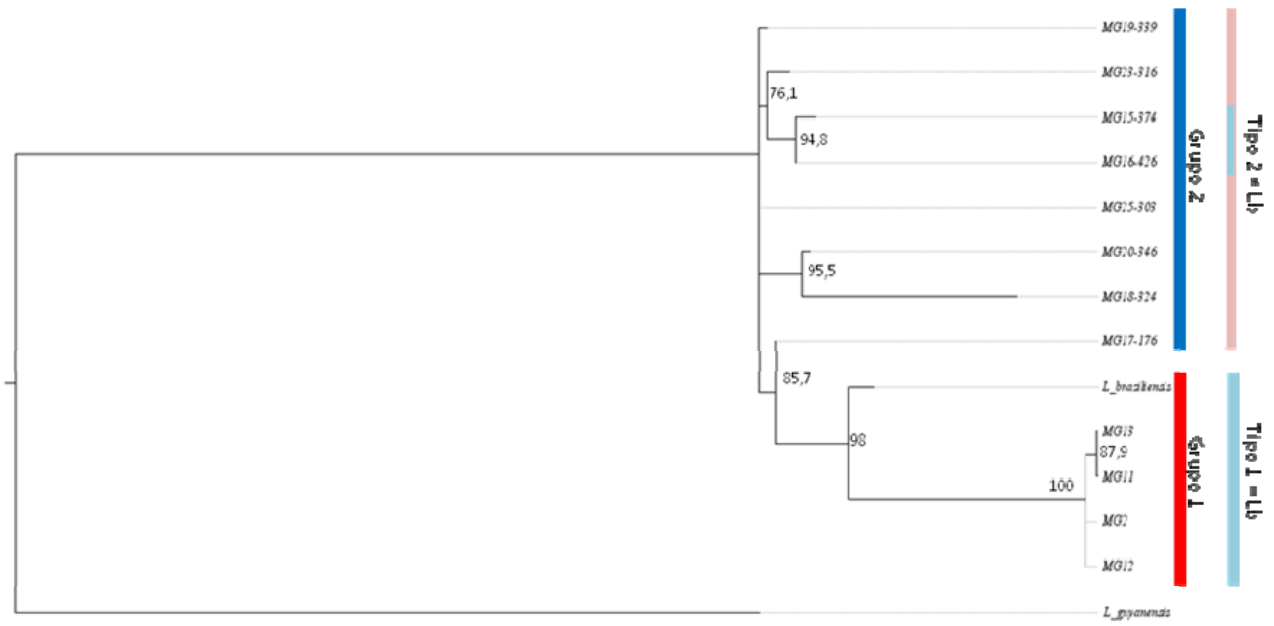 MG19-339
MG23-316
76,1
MG15-374
94,8
MG16-426
MG25-303
MG20-346
95,5
MG18-324
MG17-176
85,7
L_braziliensis
98
MG13
87,9
MG11
100
MG2
MG12
L_guyanensis
Grupo 2
Tipo 2 = Lb
Grupo 1
Tipo 1 = Lb